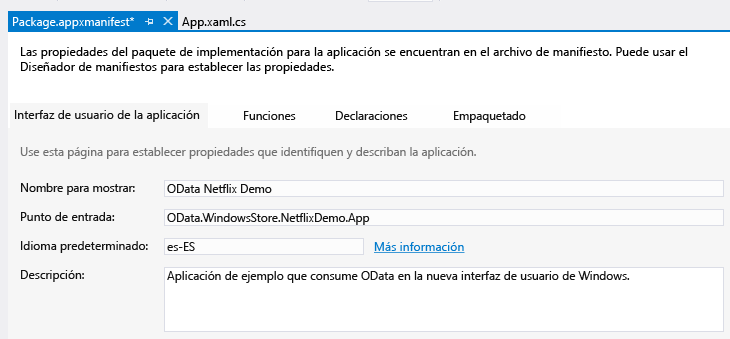 Package.appxmanifest* App.xaml.cs
Las propiedades del paquete de implementación para la aplicación se encuentran en el archivo de manifiesto. Puede usar el
Diseñador de manifiestos para establecer las propiedades.
Interfaz de usuario de la aplicación Funciones Declaraciones Empaquetado
Use esta página para establecer propiedades que identifiquen y describan la aplicación.
Nombre para mostrar: OData Netflix Demo
Punto de entrada: OData.WindowsStore.NetflixDemo.App
Idioma predeterminado: es-ES Más información
Descripción: Aplicación de ejemplo que consume OData en la nueva interfaz de usuario de Windows.